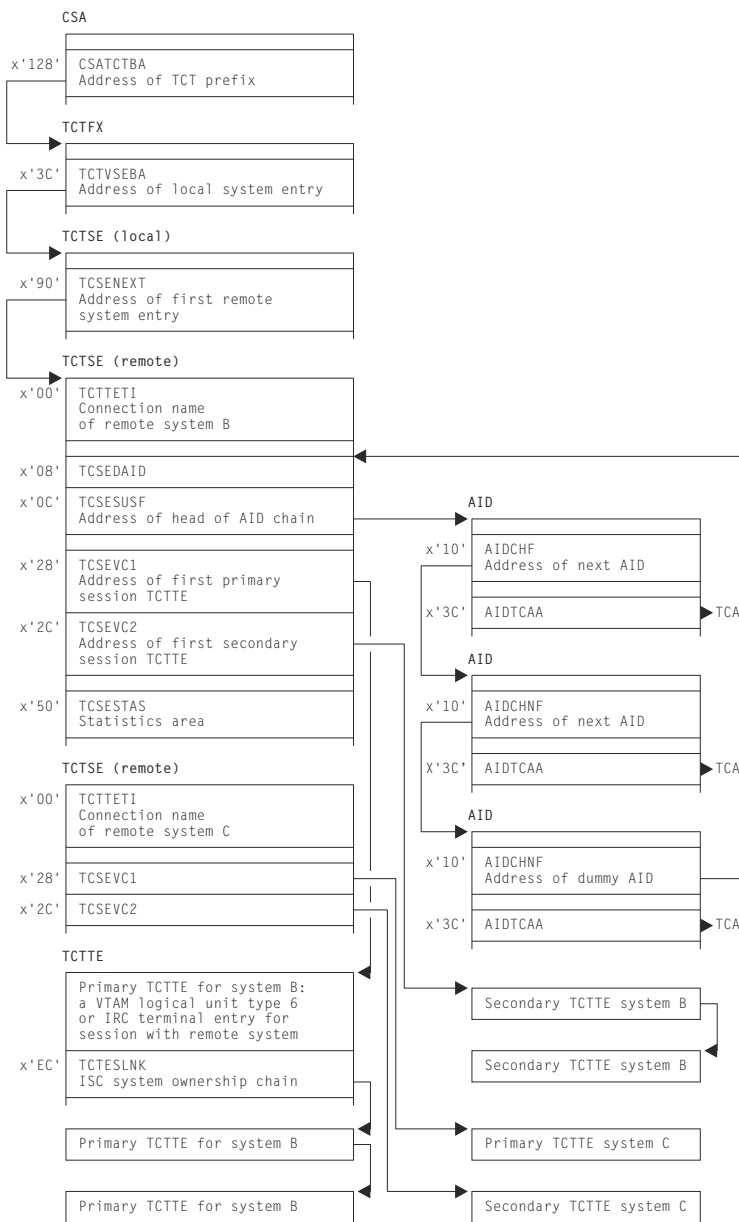 CSA
x'128' CSATCTBA
Address of TCT prefix
TCTFX
x'3C' TCTVSEBA
Address of local system entry
TCTSE (local)
x'90' TCSENEXT
Address of first remote
system entry
TCTSE (remote)
x'00' TCTTETI
Connection name
of remote system B
x'08' TCSEDAID
x'0C' TCSESUSF
Address of head of AID chain
x'28' TCSEVC1
Address of first primary
session TCTTE
x'2C' TCSEVC2
Address of first secondary
session TCTTE
x'50' TCSESTAS
Statistics area
AID
x'10' AIDCHF
Address of next AID
x'3C' AIDTCAA TCA
AID
x'10' AIDCHNF
Address of next AID
X'3C’ AIDTCAA TCA
AID
x'10' AIDCHNF
Address of dummy AID
x'3C' AIDTCAA TCA
TCTSE (remote)
x'00' TCTTETI
Connection name
of remote system C
x'28' TCSEVC1
x'2C' TCSEVC2
TCTTE
Primary TCTTE for system B:
a VTAM logical unit type 6
or IRC terminal entry for
session with remote system
x'EC' TCTESLNK
ISC system ownership chain
Secondary TCTTE system B
Secondary TCTTE system B
Primary TCTTE for system B
Primary TCTTE system C
Primary TCTTE for system B
Secondary TCTTE system C